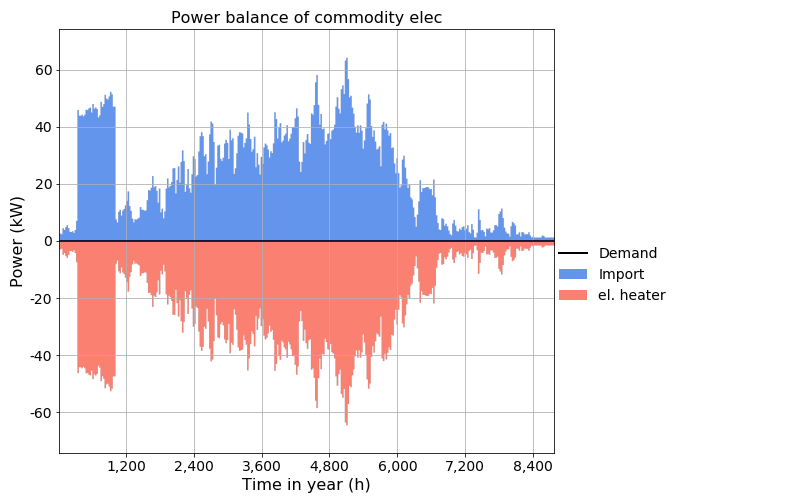 Power balance of commodity elec
Power (kW)
60
40
20
0
-20
-40
-60
1,200 2,400 3,600 4,800 6,000 7,200 8,400
Time in year (h)
Demand
Import
el. heater